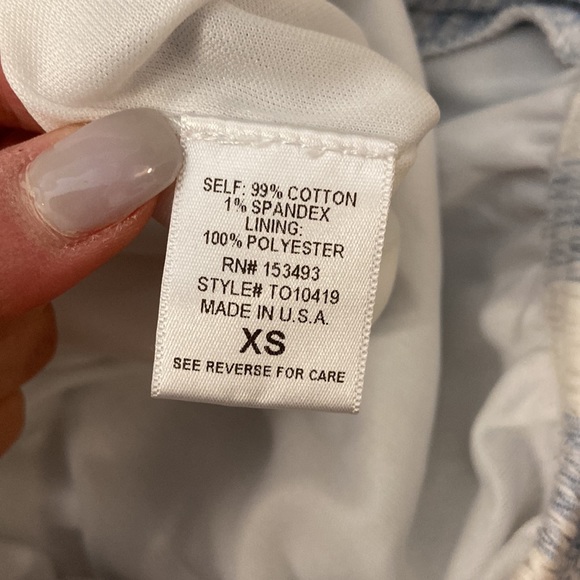 SELF: 99% COTTON
1% SPANDEX
LINING:
100% POLYESTER
RN# 153493
STYLE# TO10419
MADE IN U.S.A.
XS
SEE REVERSE FOR CARE